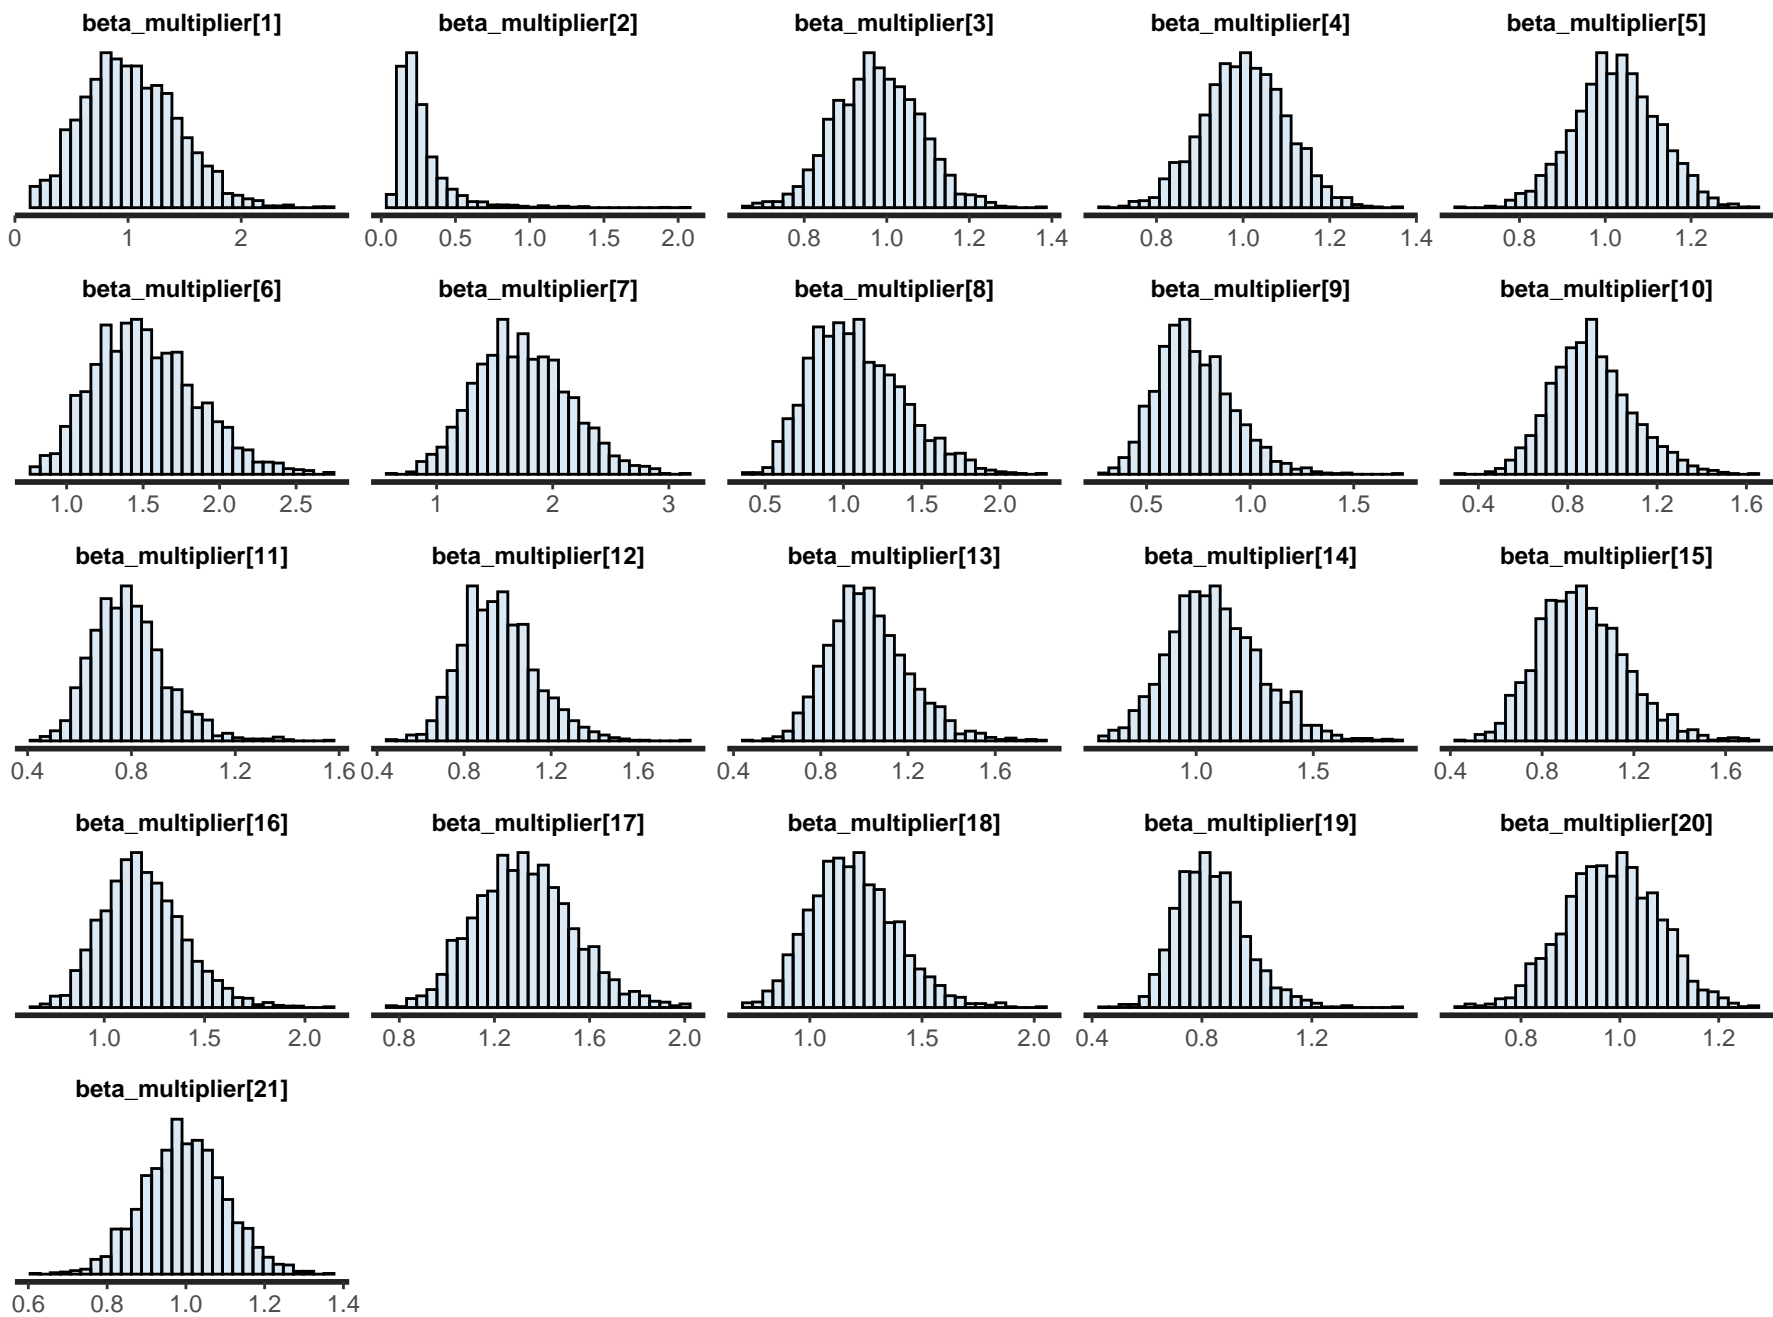 beta_multiplier[1] beta_multiplier[2] beta_multiplier[3] beta_multiplier[4] beta_multiplier[5]
0 1 2 0.0 0.5 1.0 1.5 2.0 0.8 1.0 1.2 1.4 0.8 1.0 1.2 1.4 0.8 1.0 1.2
beta_multiplier[6] beta_multiplier[7] beta_multiplier[8] beta_multiplier[9] beta_multiplier[10]
1.0 1.5 2.0 2.5 1 2 3 0.5 1.0 1.5 2.0 0.5 1.0 1.5 0.4 0.8 1.2 1.6
beta_multiplier[11] beta_multiplier[12] beta_multiplier[13] beta_multiplier[14] beta_multiplier[15]
0.4 0.8 1.2 1.6 0.4 0.8 1.2 1.6 0.4 0.8 1.2 1.6 1.0 1.5 0.4 0.8 1.2 1.6
beta_multiplier[16] beta_multiplier[17] beta_multiplier[18] beta_multiplier[19] beta_multiplier[20]
1.0 1.5 2.0 0.8 1.2 1.6 2.0 1.0 1.5 2.0 0.4 0.8 1.2 0.8 1.0 1.2
beta_multiplier[21]
0.6 0.8 1.0 1.2 1.4